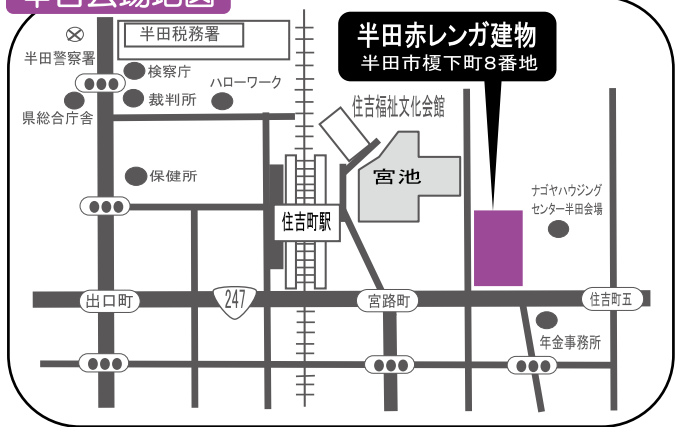 半田税務署
半田警察署
検察庁
ハローワーク
県総合庁舎
裁判所
半田赤レンガ建物
半田市榎下町8番地
住吉福祉文化会館
宮池
保健所
住吉町駅
ナゴヤハウジング
センター半田会場
出口町
247
宮路町
住吉町五
年金事務所